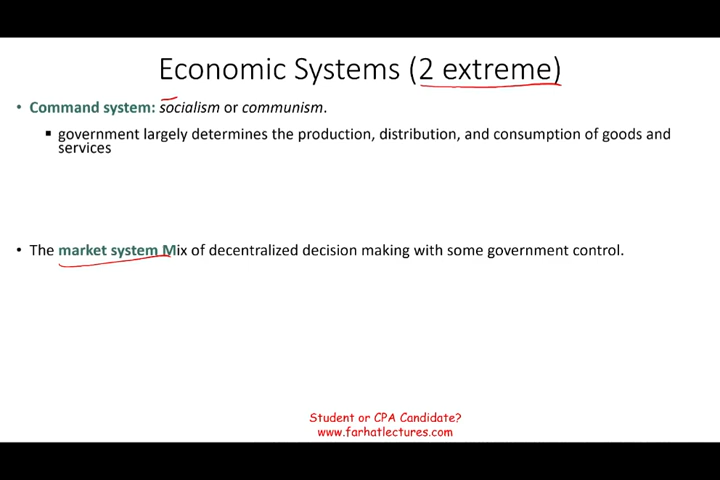 Economic Systems (2 extreme)
• Command system: socialism or communism.
▪ government largely determines the production, distribution, and consumption of goods and
services
• The market system Mix of decentralized decision making with some government control.
Student or CPA Candidate?
www.farhatlectures.com